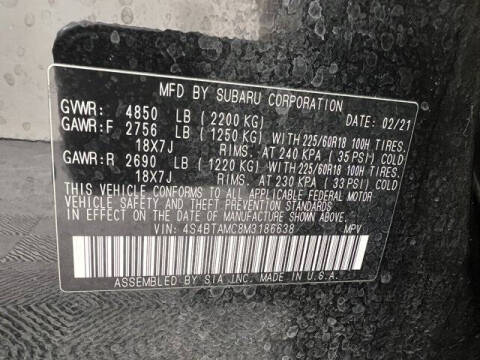 MFD BY SUBARU CORPORATION
GVWR: 4850 LB (2200 KG) DATE: 02/21
GAWR:F 2756 LB (1250 KG) WITH 225/60R18 100H TIRES.
18X7J RIMS. AT 240 KPA (35 PSI) COLD
GAWR:R 2690 LB (1220 KG) WITH 225/60R18 100H TIRES.
18X7J RIMS. AT 230 KPA (33 PSI) COLD
THIS VEHICLE CONFORMS TO ALL APPLICABLE FEDERAL MOTOR
VEHICLE SAFETY AND THEFT PREVENTION STANDARDS
IN EFFECT ON THE DATE OF MANUFACTURE SHOWN ABOVE.
VIN: 4S4BTAMC8M3186638 MPV
ASSEMBLED BY SIA INC. MADE IN U.S.A.